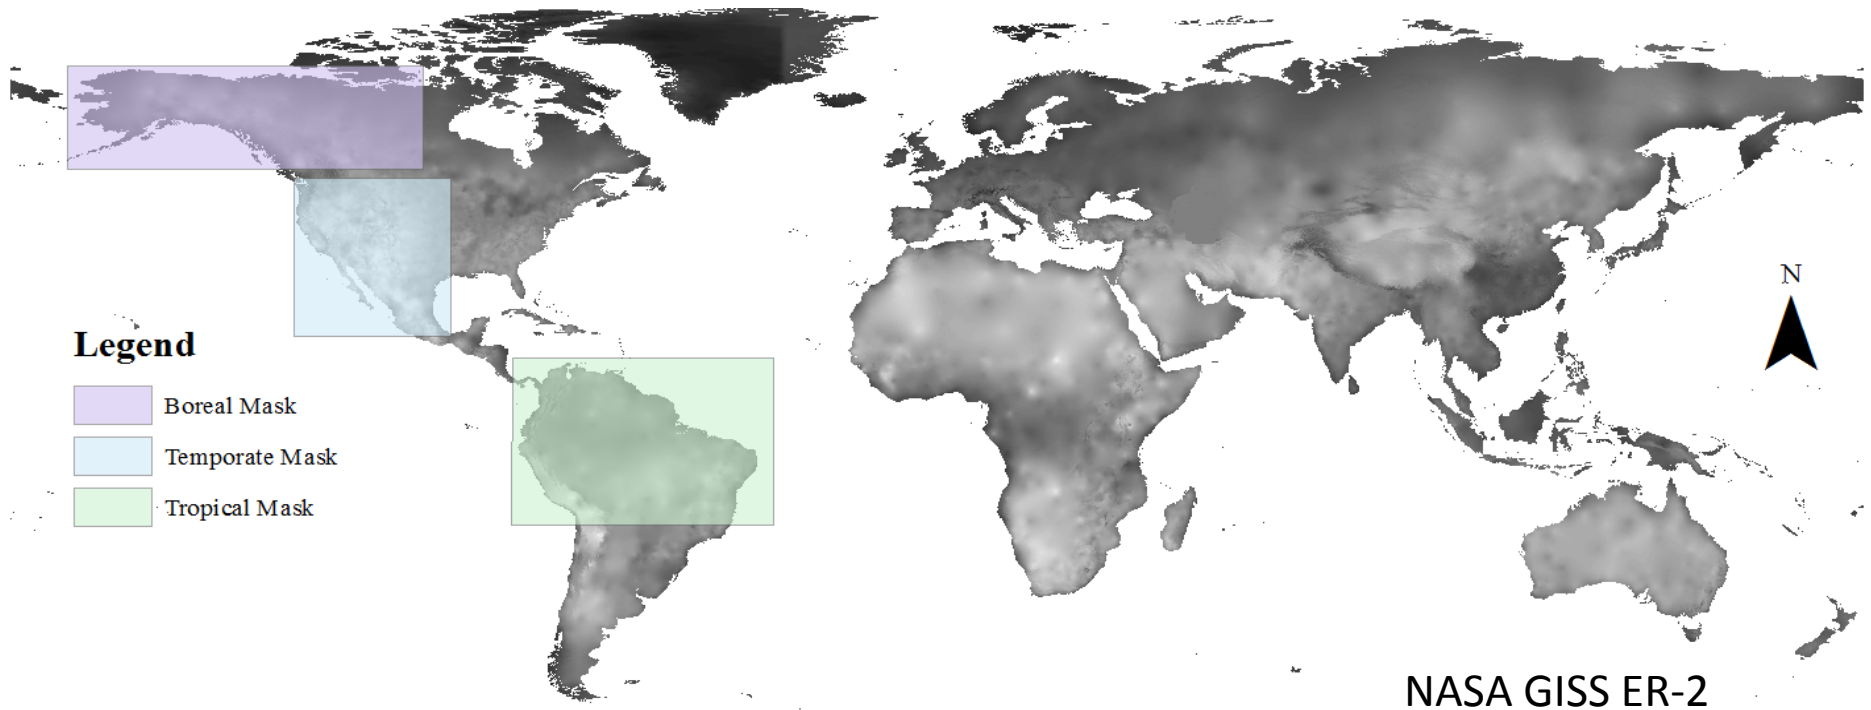 N
Legend
Boreal Mask
Temporate Mask
Tropical Mask
NASA GISS ER-2